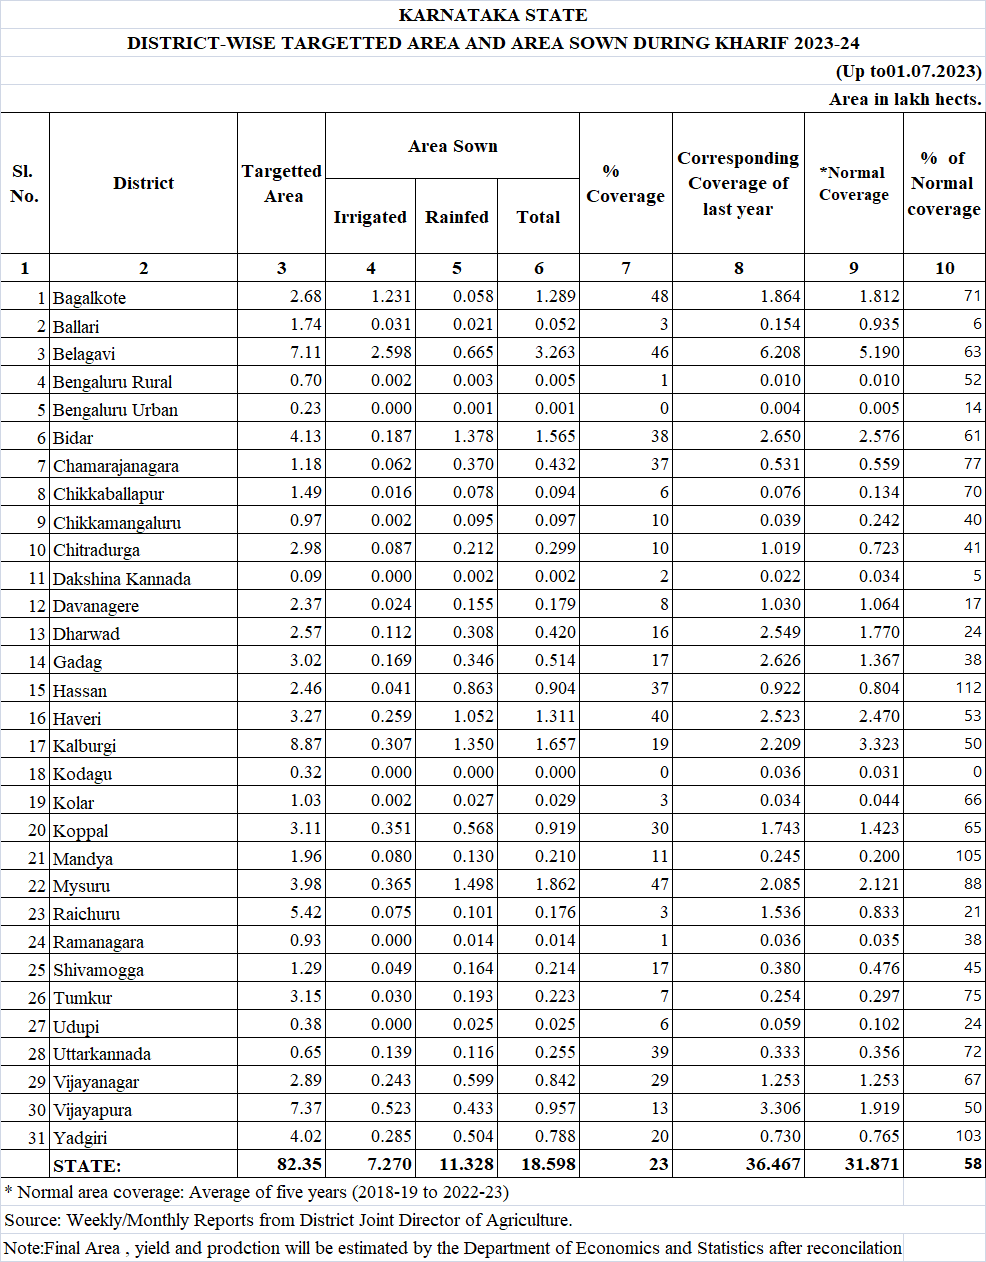 KARNATAKA STATE
DISTRICT-WISE TARGETTED AREA AND AREA SOWN DURING KHARIF 2023-24
(Up to01.07.2023)
Area in lakh hects.
Sl. No. District Targetted Area Area Sown % Coverage Corresponding Coverage of last year *Normal Coverage % of Normal coverage
Irrigated Rainfed Total
1 2 3 4 5 6 7 8 9 10
1 Bagalkote 2.68 1.231 0.058 1.289 48 1.864 1.812 71
2 Ballari 1.74 0.031 0.021 0.052 3 0.154 0.935 6
3 Belagavi 7.11 2.598 0.665 3.263 46 6.208 5.190 63
4 Bengaluru Rural 0.70 0.002 0.003 0.005 1 0.010 0.010 52
5 Bengaluru Urban 0.23 0.000 0.001 0.001 0 0.004 0.005 14
6 Bidar 4.13 0.187 1.378 1.565 38 2.650 2.576 61
7 Chamarajanagara 1.18 0.062 0.370 0.432 37 0.531 0.559 77
8 Chikkaballapur 1.49 0.016 0.078 0.094 6 0.076 0.134 70
9 Chikkamangaluru 0.97 0.002 0.095 0.097 10 0.039 0.242 40
10 Chitradurga 2.98 0.087 0.212 0.299 10 1.019 0.723 41
11 Dakshina Kannada 0.09 0.000 0.002 0.002 2 0.022 0.034 5
12 Davanagere 2.37 0.024 0.155 0.179 8 1.030 1.064 17
13 Dharwad 2.57 0.112 0.308 0.420 16 2.549 1.770 24
14 Gadag 3.02 0.169 0.346 0.514 17 2.626 1.367 38
15 Hassan 2.46 0.041 0.863 0.904 37 0.922 0.804 112
16 Haveri 3.27 0.259 1.052 1.311 40 2.523 2.470 53
17 Kalburgi 8.87 0.307 1.350 1.657 19 2.209 3.323 50
18 Kodagu 0.32 0.000 0.000 0.000 0 0.036 0.031 0
19 Kolar 1.03 0.002 0.027 0.029 3 0.034 0.044 66
20 Koppal 3.11 0.351 0.568 0.919 30 1.743 1.423 65
21 Mandya 1.96 0.080 0.130 0.210 11 0.245 0.200 105
22 Mysuru 3.98 0.365 1.498 1.862 47 2.085 2.121 88
23 Raichuru 5.42 0.075 0.101 0.176 3 1.536 0.833 21
24 Ramanagara 0.93 0.000 0.014 0.014 1 0.036 0.035 38
25 Shivamogga 1.29 0.049 0.164 0.214 17 0.380 0.476 45
26 Tumkur 3.15 0.030 0.193 0.223 7 0.254 0.297 75
27 Udupi 0.38 0.000 0.025 0.025 6 0.059 0.102 24
28 Uttarkannada 0.65 0.139 0.116 0.255 39 0.333 0.356 72
29 Vijayanagar 2.89 0.243 0.599 0.842 29 1.253 1.253 67
30 Vijayapura 7.37 0.523 0.433 0.957 13 3.306 1.919 50
31 Yadgiri 4.02 0.285 0.504 0.788 20 0.730 0.765 103
STATE: 82.35 7.270 11.328 18.598 23 36.467 31.871 58
* Normal area coverage: Average of five years (2018-19 to 2022-23)
Source: Weekly/Monthly Reports from District Joint Director of Agriculture.
Note:Final Area , yield and prodction will be estimated by the Department of Economics and Statistics after reconcilation